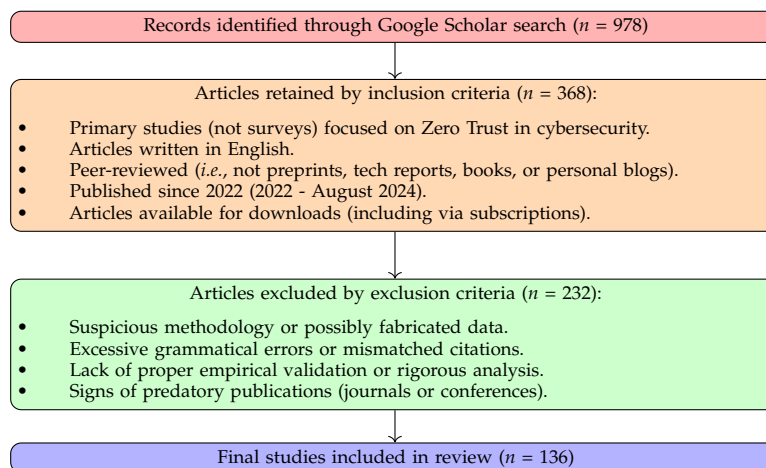 Records identified through Google Scholar search (n = 978)
Articles retained by inclusion criteria (n = 368):
• Primary studies (not surveys) focused on Zero Trust in cybersecurity.
• Articles written in English.
• Peer-reviewed (i.e., not preprints, tech reports, books, or personal blogs).
• Published since 2022 (2022 - August 2024).
• Articles available for downloads (including via subscriptions).
Articles excluded by exclusion criteria (n = 232):
• Suspicious methodology or possibly fabricated data.
• Excessive grammatical errors or mismatched citations.
• Lack of proper empirical validation or rigorous analysis.
• Signs of predatory publications (journals or conferences).
Final studies included in review (n = 136)